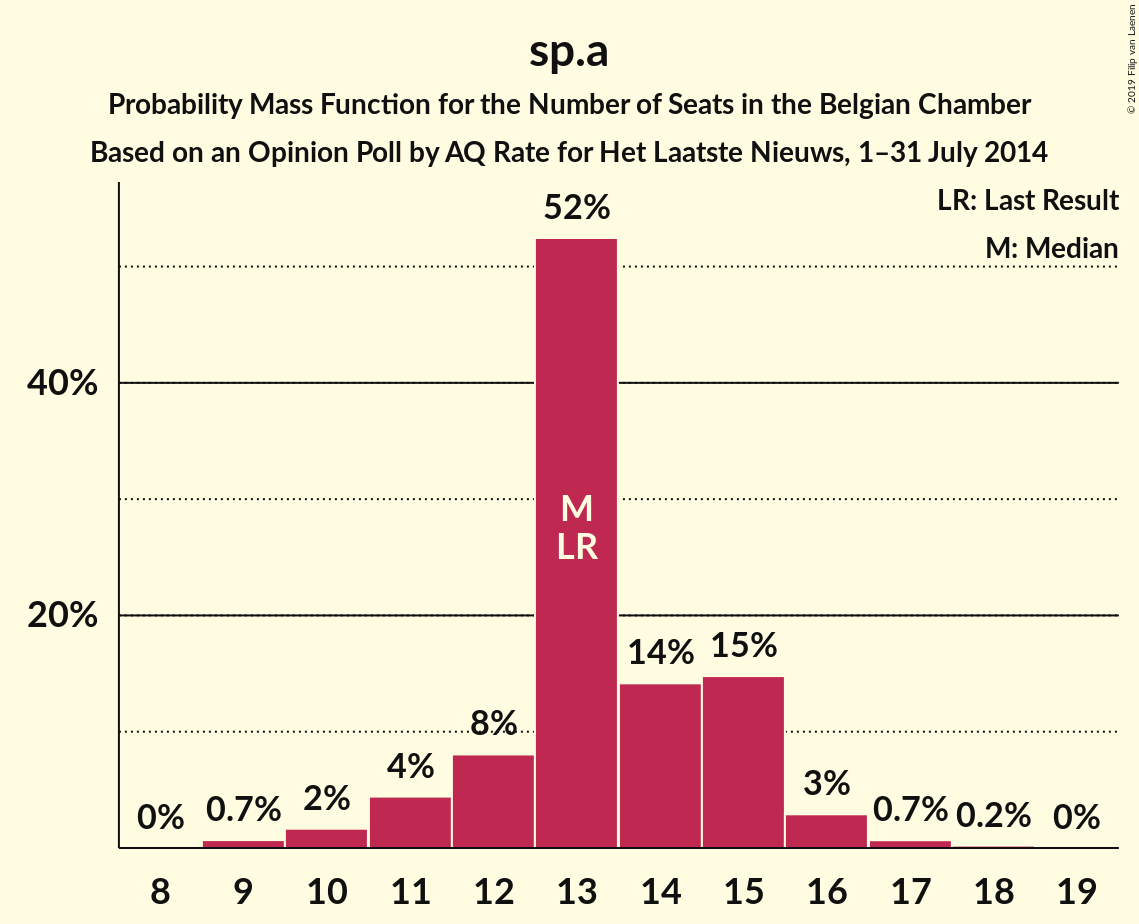 sp.a
Probability Mass Function for the Number of Seats in the Belgian Chamber
Based on an Opinion Poll by AQ Rate for Het Laatste Nieuws, 1–31 July 2014
© 2019 Filip van Laenen
LR: Last Result
M: Median
52%
40%
M
LR
20%
14% 15%
8%
4%
3%
0% 0.7% 2% 0.7% 0.2% 0%
8 9 10 11 12 13 14 15 16 17 18 19